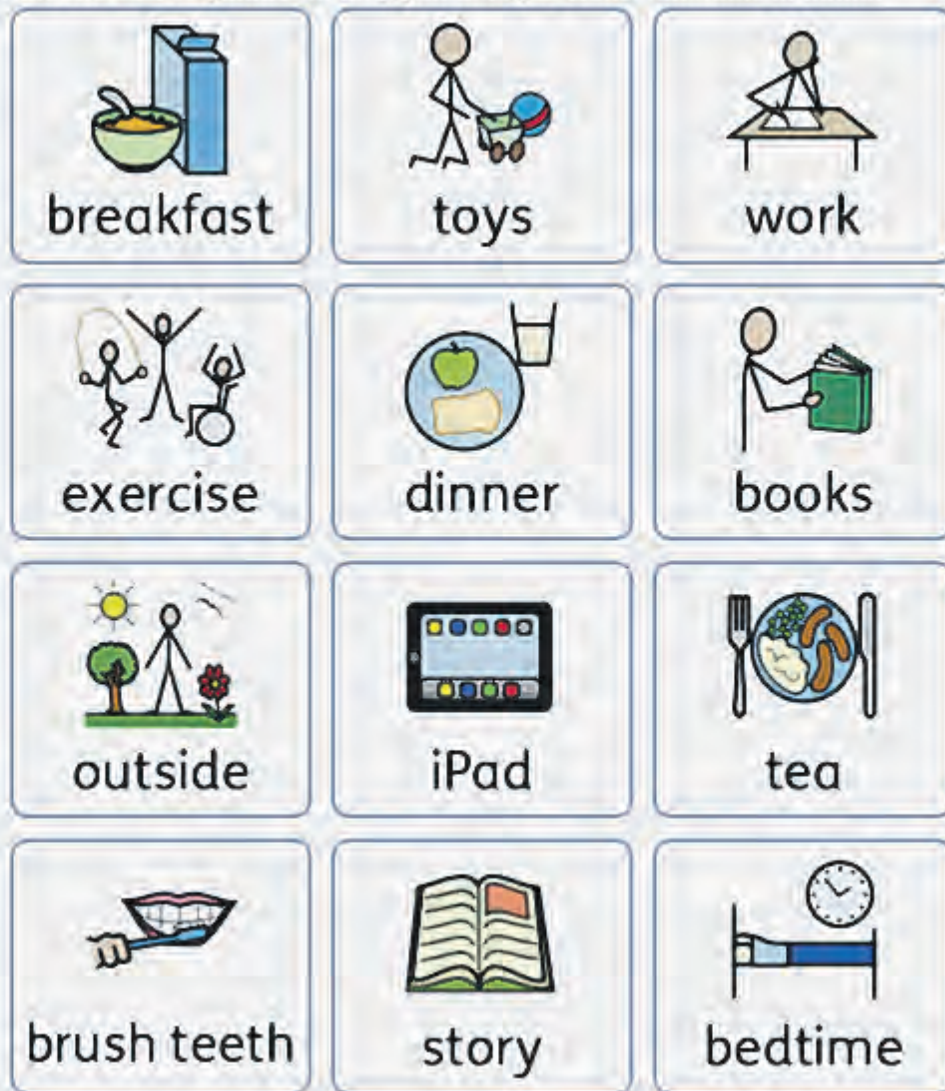 breakfast
toys
work
exercise
dinner
books
outside
iPad
tea
brush teeth
story
bedtime